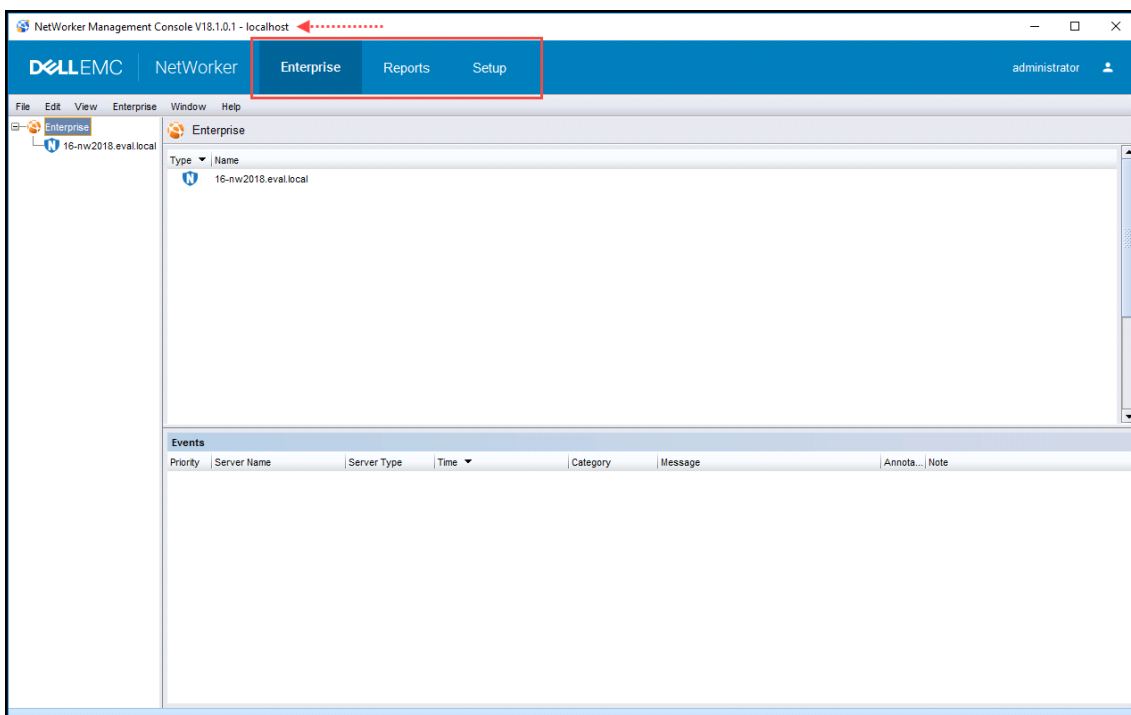 NetWorker Management Console V18.1.0.1 - localhost
DELLEMC NetWorker Enterprise Reports Setup administrator
File Edit View Enterprise Window Help
Enterprise
16-nw2018.eval.local
Enterprise
Type Name
16-nw2018.eval.local
Events
Priority Server Name Server Type Time Category Message Annota... Note